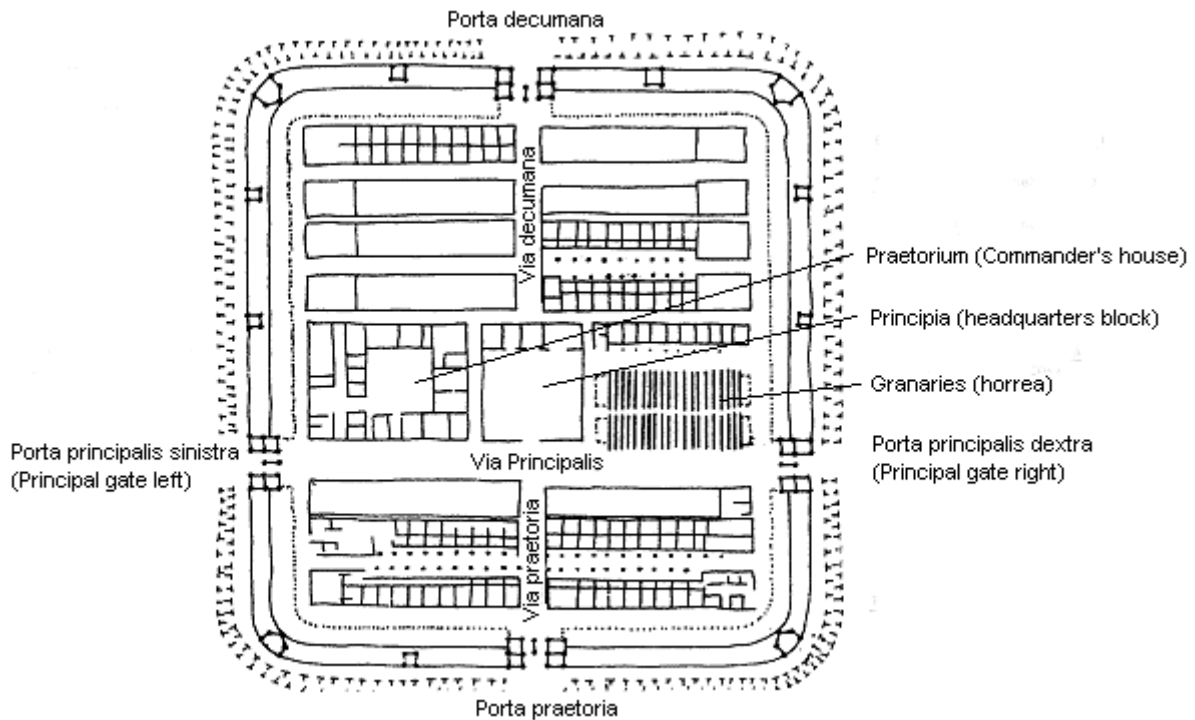 Porta decumana
Via decumana
Praetorium (Commander's house)
Principia (headquarters block)
Granaries (horrea)
Porta principalis sinistra
(Principal gate left)
Via Principalis
Porta principalis dextra
(Principal gate right)
Via praetoria
Porta praetoria